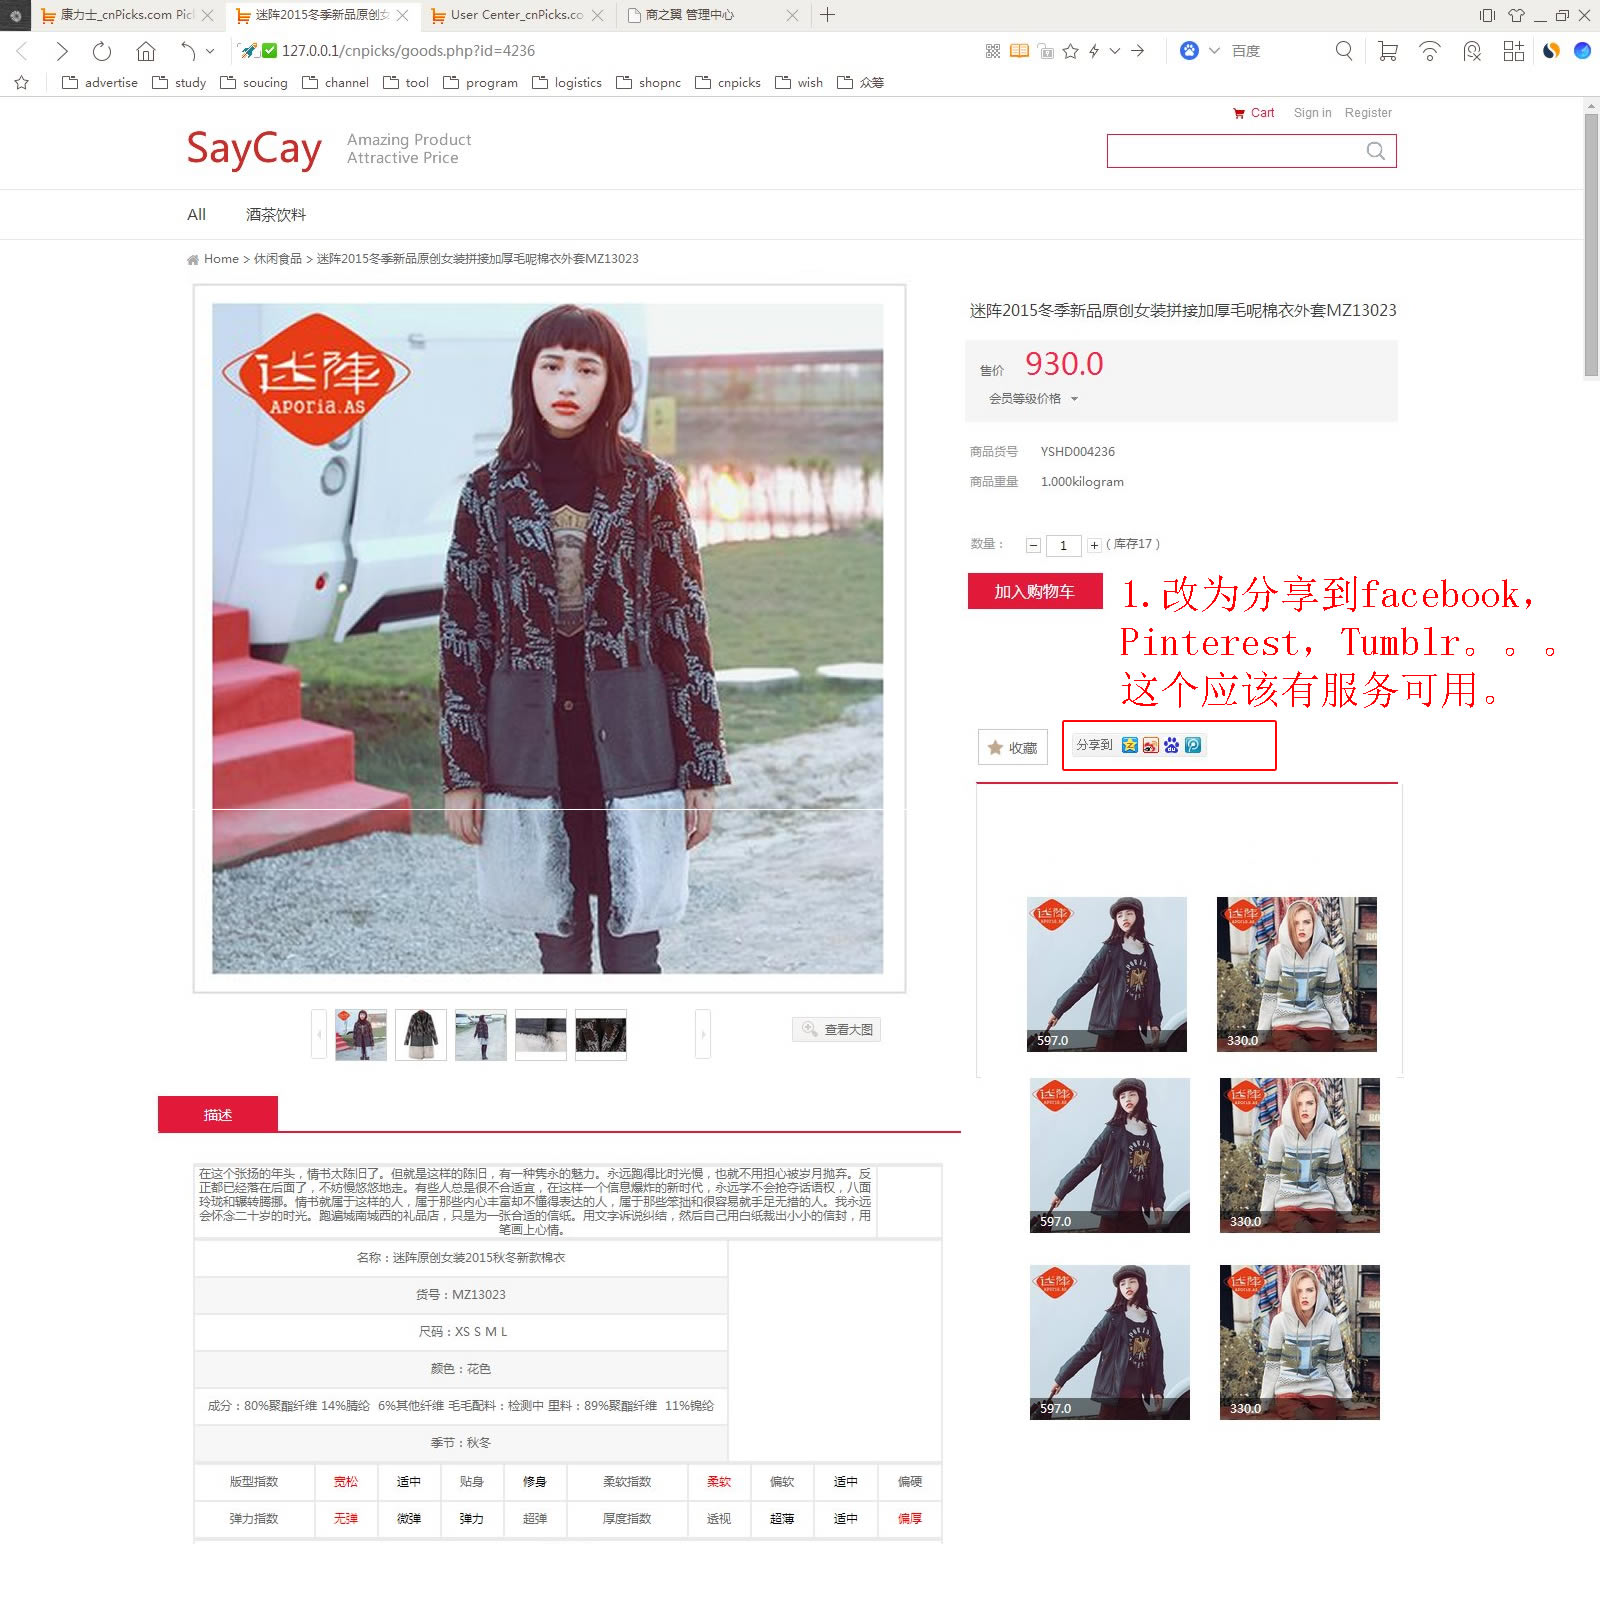 康力士_cnPicks.com Pic
迷阵2015冬季新品原创女
User Center_cnPicks.co
商之翼 管理中心
127.0.0.1/cnpicks/goods.php?id=4236
百度
advertise
study
soucing
channel
tool
program
logistics
shopnc
cnpicks
wish
众筹
Cart
Sign in
Register
SayCay
Amazing Product
Attractive Price
All
酒茶饮料
Home > 休闲食品 > 迷阵2015冬季新品原创女装拼接加厚毛呢棉衣外套MZ13023
迷阵
APORIA.AS
迷阵2015冬季新品原创女装拼接加厚毛呢棉衣外套MZ13023
售价 930.0
会员等级价格
商品货号 YSHD004236
商品重量 1.000kilogram
数量： 1 ( 库存17 )
加入购物车
1.改为分享到facebook，
Pinterest，Tumblr。。。
这个应该有服务可用。
收藏
分享到
597.0
330.0
597.0
330.0
597.0
330.0
查看大图
描述
在这个张扬的年头，情书太陈旧了。但就是这样的陈旧，有一种隽永的魅力。永远跑得比时光慢，也就不用担心被岁月抛弃。反
正都已经落在后面了，不妨慢悠悠地走。有些人总是很不合适宜，在这样一个信息爆炸的新时代，永远学不会抢夺话语权，八面
玲珑和辗转腾挪。情书就属于这样的人，属于那些内心丰富却不懂得表达的人，属于那些笨拙和很容易就手足无措的人。我永远
会怀念二十岁的时光。跑遍城南城西的礼品店，只是为一张合适的信纸。用文字诉说纠结，然后自己用白纸裁出小小的信封，用
笔画上心情。
名称：迷阵原创女装2015秋冬新款棉衣
货号：MZ13023
尺码：XS S M L
颜色：花色
成分：80%聚酯纤维 14%腈纶 6%其他纤维 毛毛配料：检测中 里料：89%聚酯纤维 11%锦纶
季节：秋冬
版型指数 宽松 适中 贴身 修身 柔软指数 柔软 偏软 适中 偏硬
弹力指数 无弹 微弹 弹力 超弹 厚度指数 透视 超薄 适中 偏厚